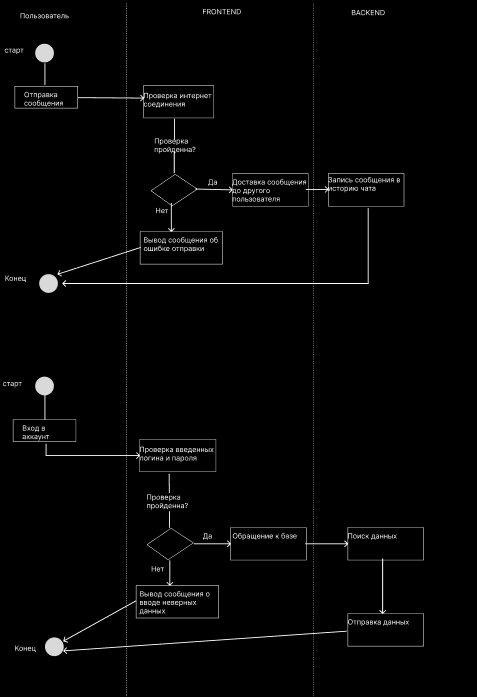 Пользователь
FRONTEND
BACKEND
старт
Отправка
сообщения
Проверка интернет
соединения
Проверка
пройденна?
Да
Доставка сообщения
до другого
пользователя
Запись сообщения в
историю чата
Нет
Вывод сообщения об
ошибке отправки
Конец
старт
Вход в
аккаунт
Проверка введенных
логина и пароля
Проверка
пройденна?
Да
Обращение к базе
Поиск данных
Нет
Вывод сообщения о
вводе неверных
данных
Отправка данных
Конец